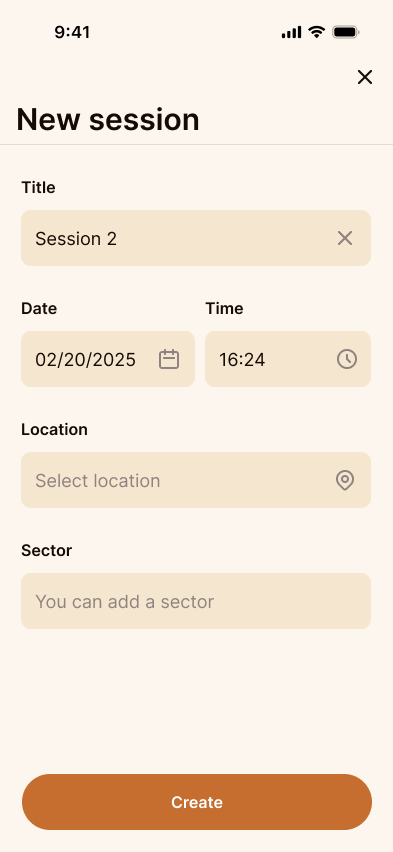 9:41
New session
Title
Session 2
Date
Time
02/20/2025
16:24
Location
Select location
Sector
You can add a sector
Create